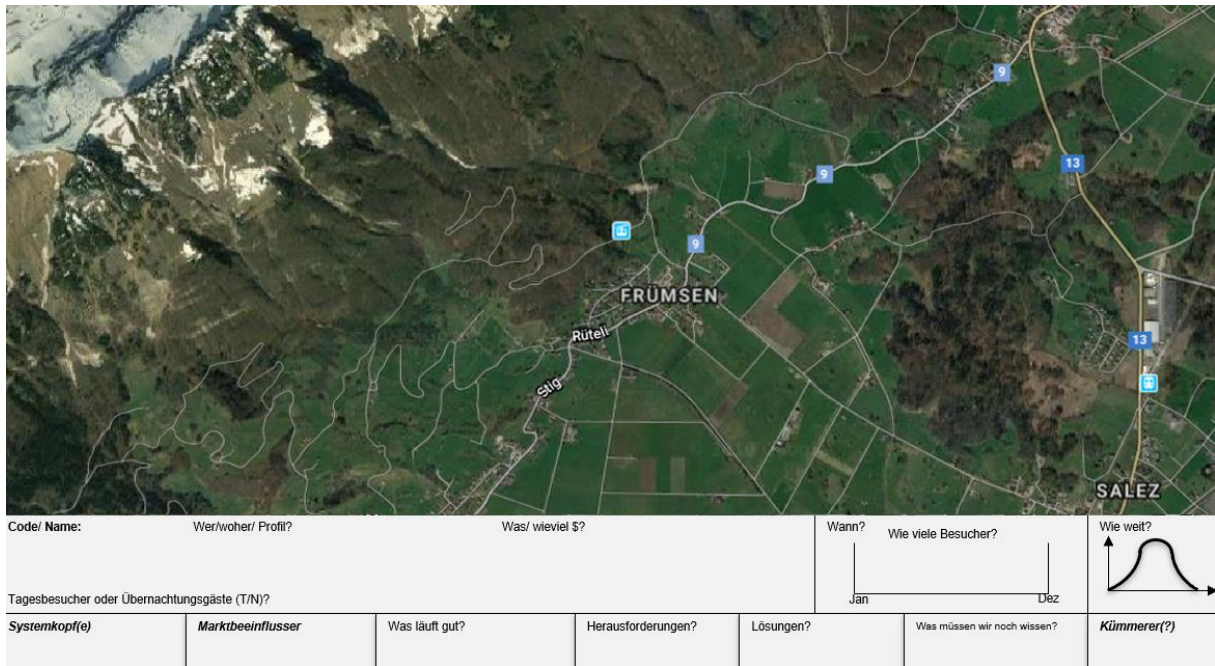 9
13
9
9
FRÜMSEN
Rüteli
13
Stig
SALEZ
Code/ Name:
Wer/woher/ Profil?
Was/ wieviel $?
Wann?
Wie viele Besucher?
Wie weit?
Jan
Dez
Tagesbesucher oder Übernachtungsgäste (T/N)?
Systemkopf(e)
Marktbeeinflusser
Was läuft gut?
Herausforderungen?
Lösungen?
Was müssen wir noch wissen?
Kümmerer(?)